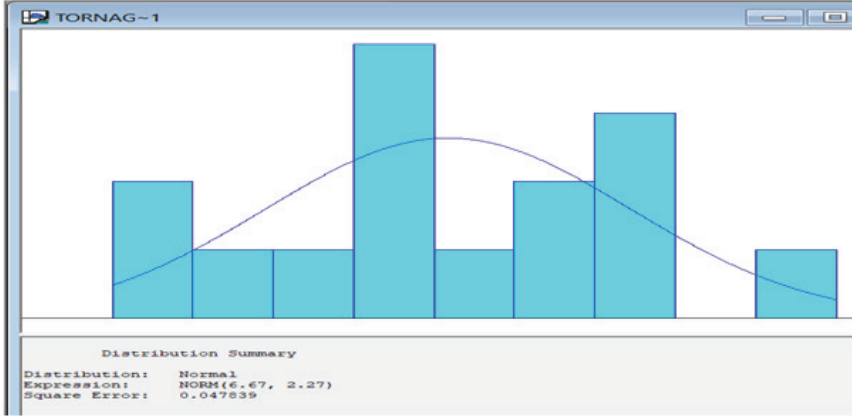 TORNAG~1
Distribution Summary
Distribution: Normal
Expression: NORM(6.67, 2.27)
Square Error: 0.047839